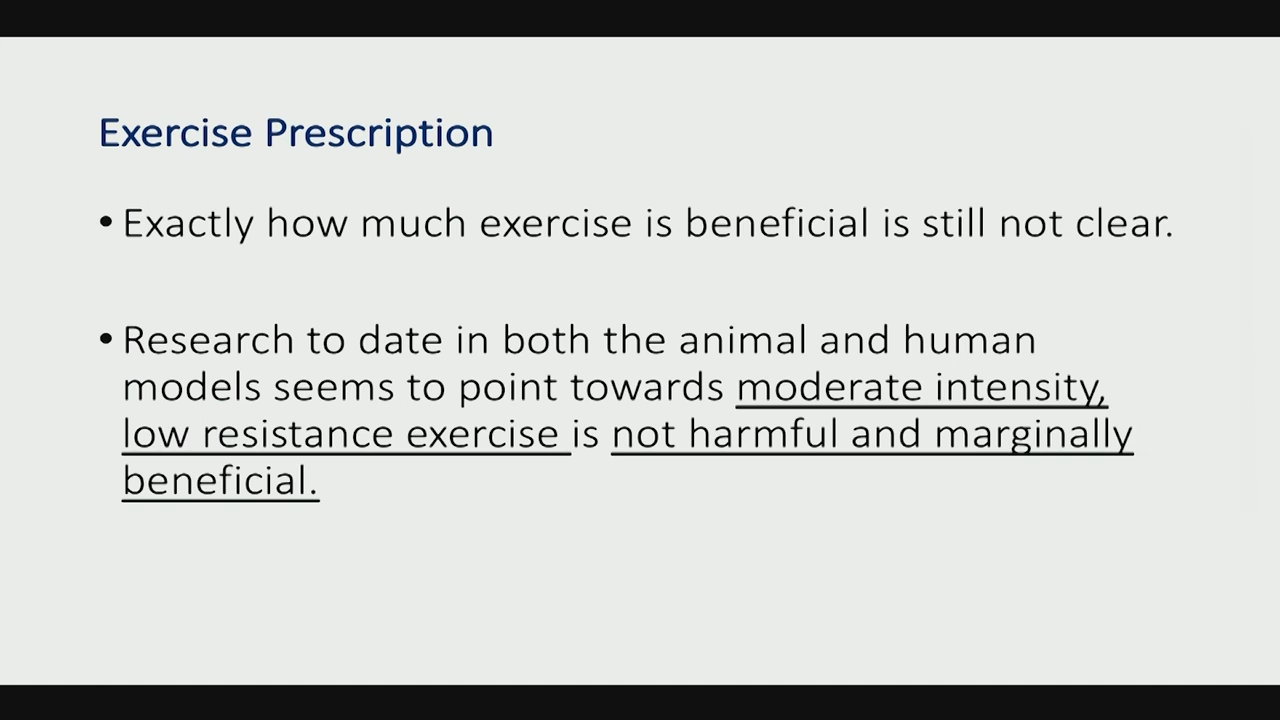 Exercise Prescription
• Exactly how much exercise is beneficial is still not clear.
• Research to date in both the animal and human
models seems to point towards moderate intensity,
low resistance exercise is not harmful and marginally
beneficial.